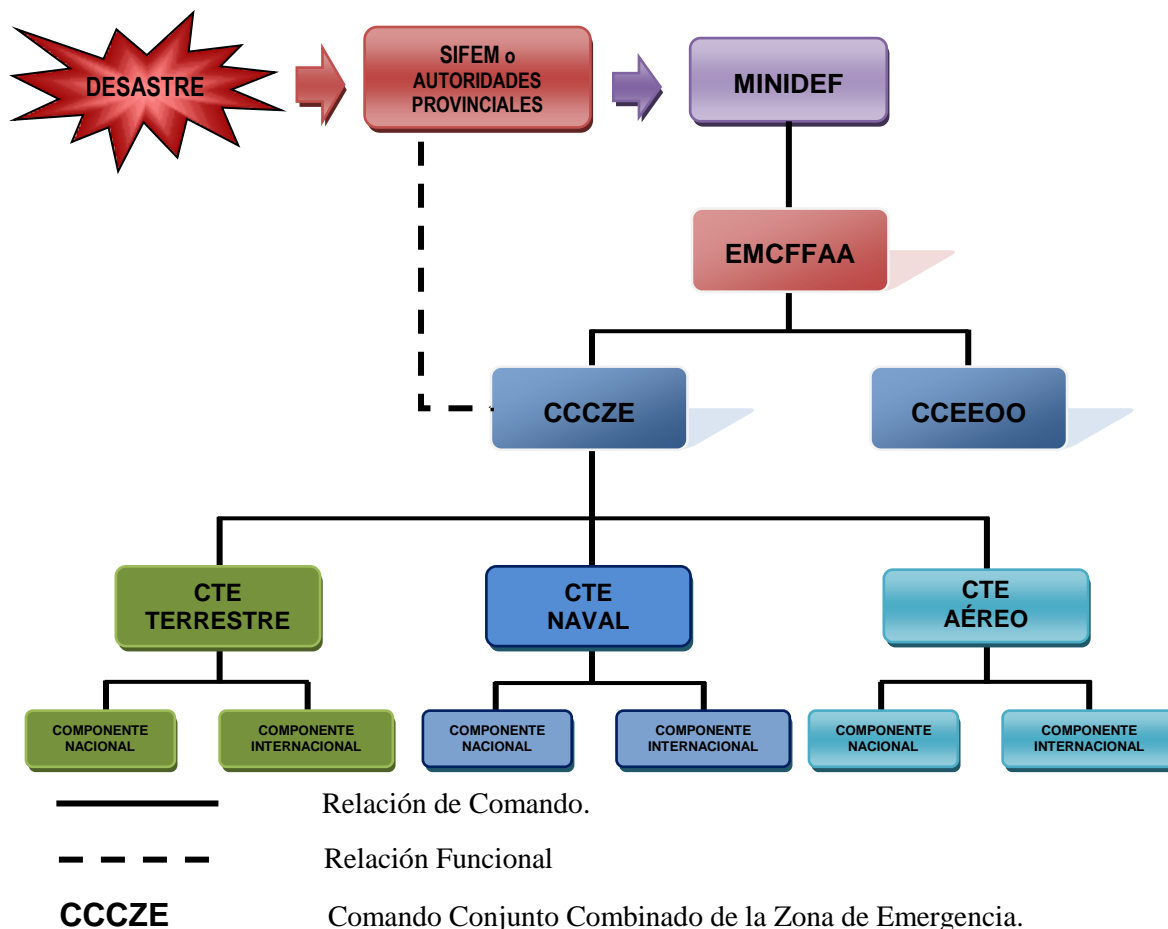 DESASTRE
SIFEM o
AUTORIDADES
PROVINCIALES
MINIDEF
EMCFFAA
CCCZE
CCEEOO
CTE
TERRESTRE
CTE
NAVAL
CTE
AÉREO
COMPONENTE
NACIONAL
COMPONENTE
INTERNACIONAL
COMPONENTE
NACIONAL
COMPONENTE
INTERNACIONAL
COMPONENTE
NACIONAL
COMPONENTE
INTERNACIONAL
Relación de Comando.
Relación Funcional
CCCZE Comando Conjunto Combinado de la Zona de Emergencia.